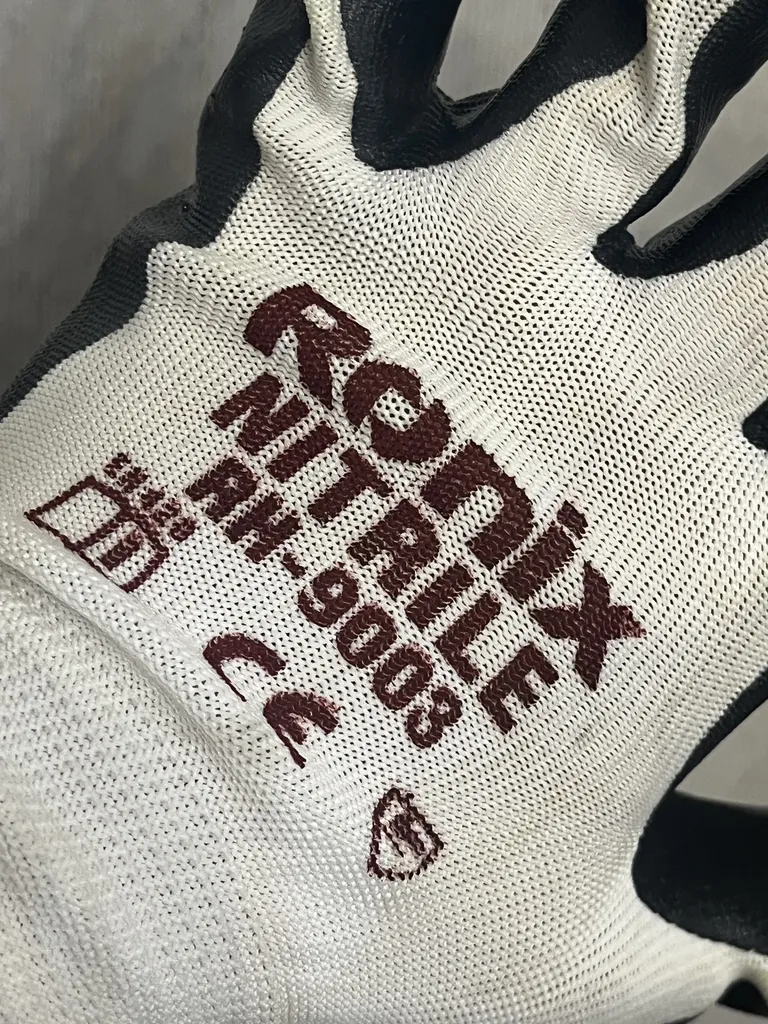 Ronix
NITRILE
RH-9003
CE